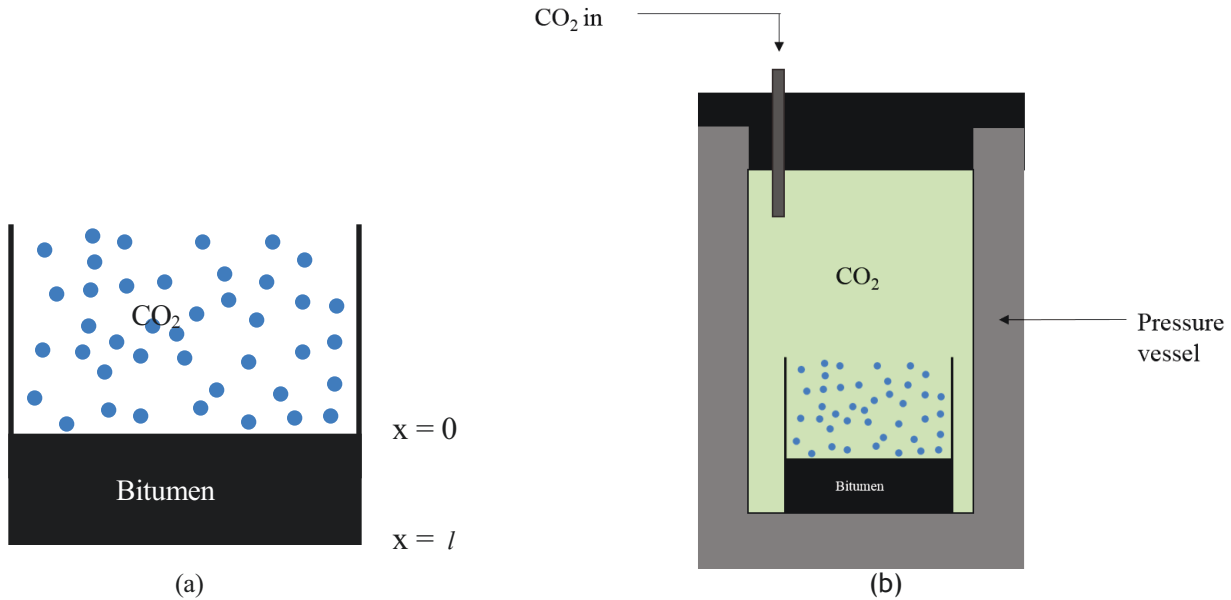 CO₂
x = 0
Bitumen
x = l
(a)
CO₂ in
CO₂
Pressure
vessel
Bitumen
(b)